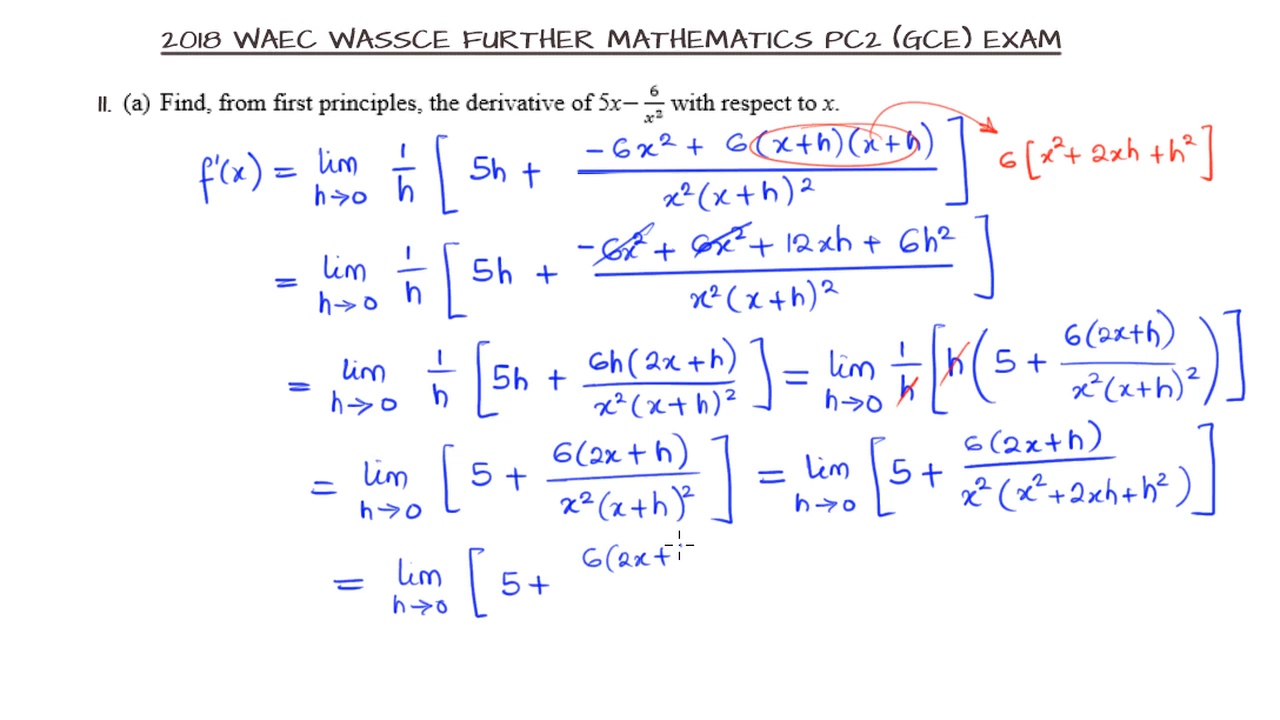 2018 WAEC WASSCE FURTHER MATHEMATICS PC2 (GCE) EXAM
11. (a) Find, from first principles, the derivative of 5x− 6/x² with respect to x.
f'(x) = lim h→0 1/h [ 5h + (−6x² + 6(x+h)(x+h)) / (x²(x+h)²) ] 6[x²+ 2xh +h²]
= lim h→0 1/h [ 5h + (−6x² + 6x² + 12xh + 6h²) / (x²(x+h)²) ]
= lim h→0 1/h [ 5h + 6h(2x+h) / (x²(x+h)²) ] = lim h→0 1/h [ h ( 5 + 6(2x+h) / (x²(x+h)²) ) ]
= lim h→0 [ 5 + 6(2x+h) / (x²(x+h)²) ] = lim h→0 [ 5 + 6(2x+h) / (x²(x²+2xh+h²)) ]
= lim h→0 [ 5 + 6(2x+